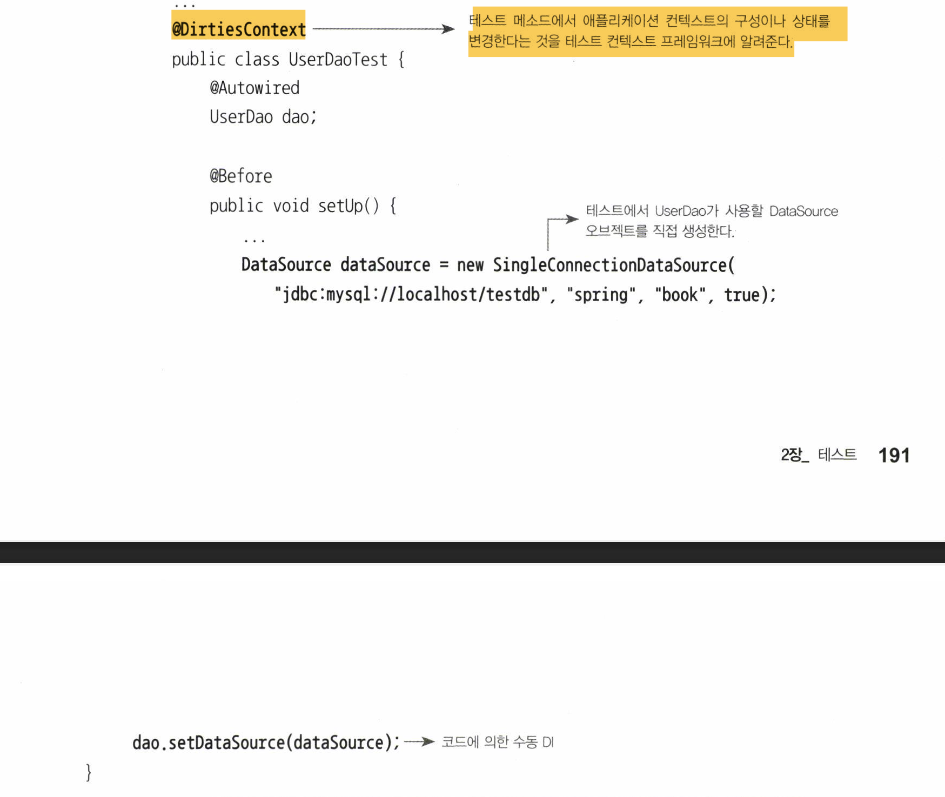 ...
@DirtiesContext
테스트 메소드에서 애플리케이션 컨텍스트의 구성이나 상태를
변경한다는 것을 테스트 컨텍스트 프레임워크에 알려준다.
public class UserDaoTest {
@Autowired
UserDao dao;
@Before
public void setUp() {
테스트에서 UserDao가 사용할 DataSource
오브젝트를 직접 생성한다.
...
DataSource dataSource = new SingleConnectionDataSource(
"jdbc:mysql://localhost/testdb", "spring", "book", true);
2장_ 테스트 191
dao.setDataSource(dataSource); 코드에 의한 수동 DI
}